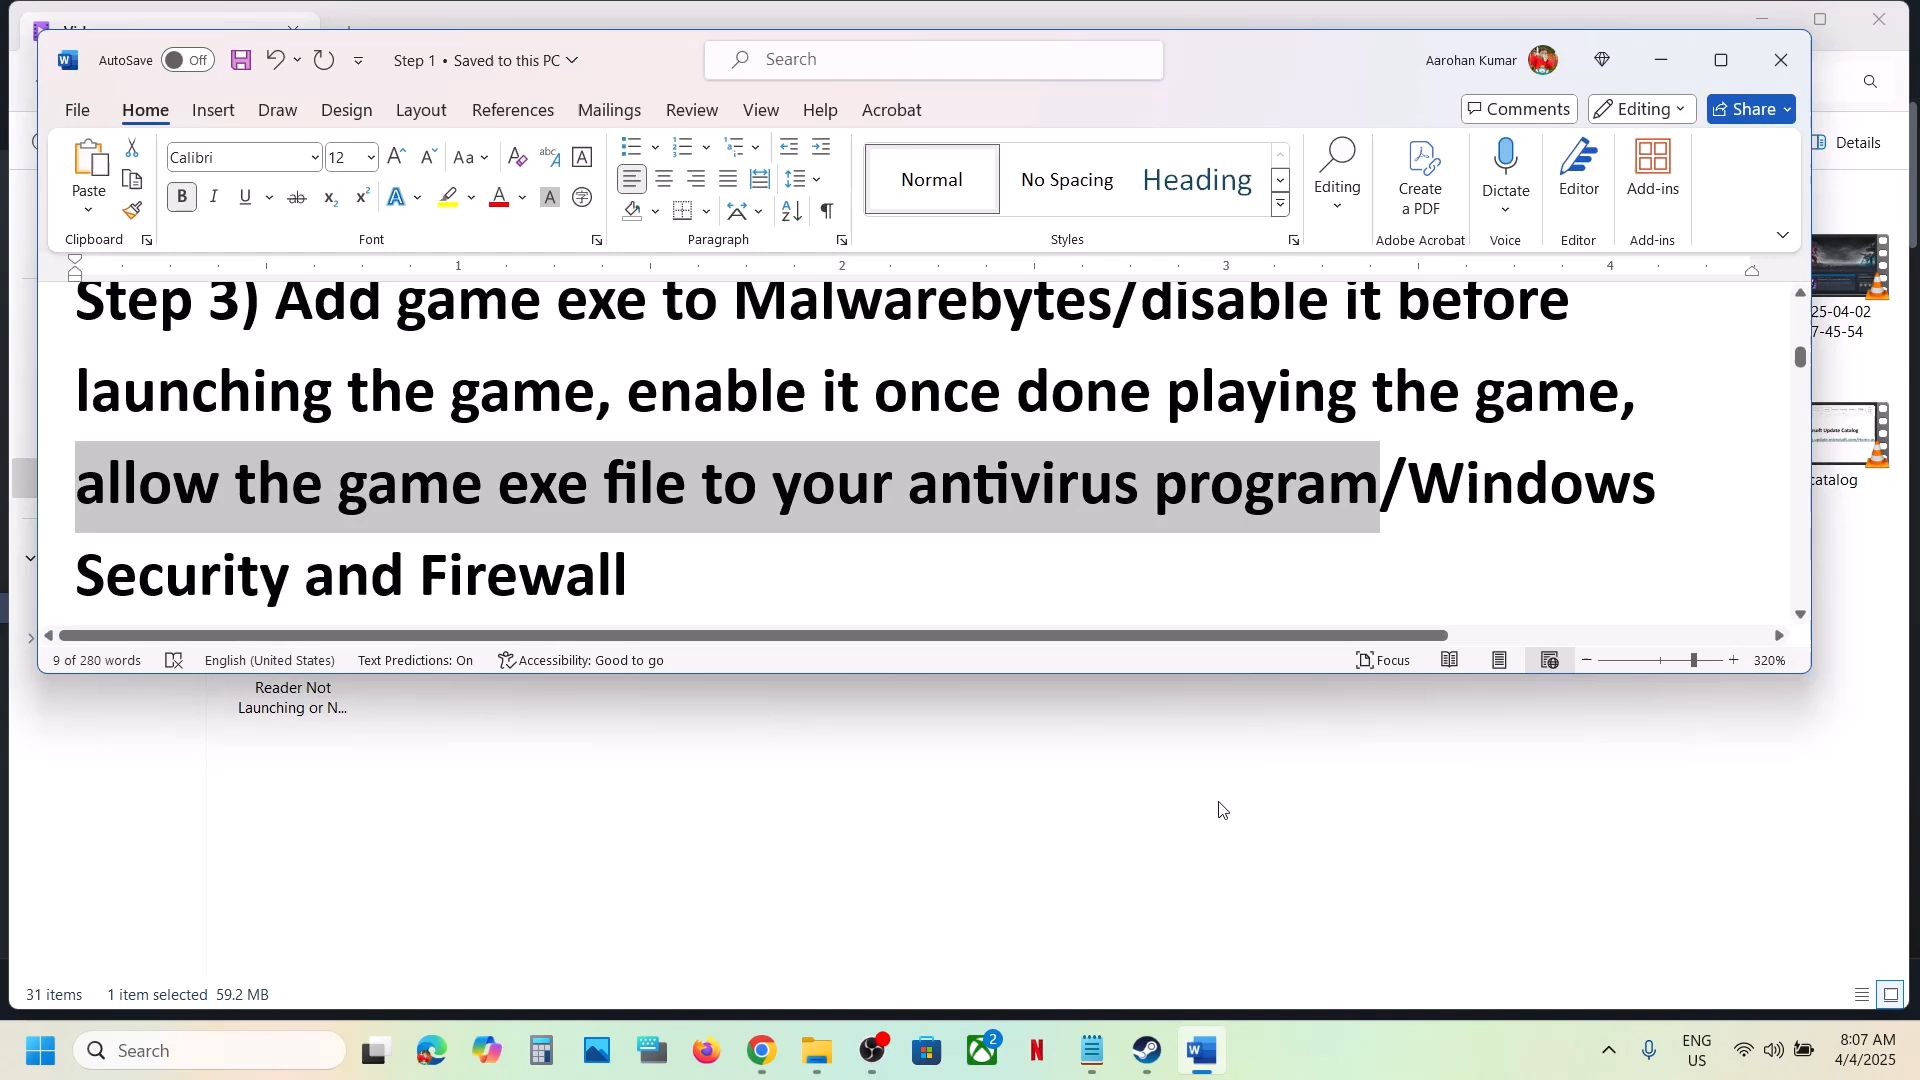 AutoSave Off Step 1 • Saved to this PC Search Aarohan Kumar
File Home Insert Draw Design Layout References Mailings Review View Help Acrobat Comments Editing Share
Paste Calibri 12 Aa Normal No Spacing Heading Editing Create a PDF Dictate Editor Add-ins
Clipboard Font Paragraph Styles Adobe Acrobat Voice Editor Add-ins
Details
1 2 3 4
Step 3) Add game exe to Malwarebytes/disable it before
launching the game, enable it once done playing the game,
allow the game exe file to your antivirus program/Windows
Security and Firewall
25-04-02
7-45-54
catalog
9 of 280 words English (United States) Text Predictions: On Accessibility: Good to go Focus 320%
Reader Not
Launching or N...
31 items 1 item selected 59.2 MB
Search 2 ENG US 8:07 AM
4/4/2025